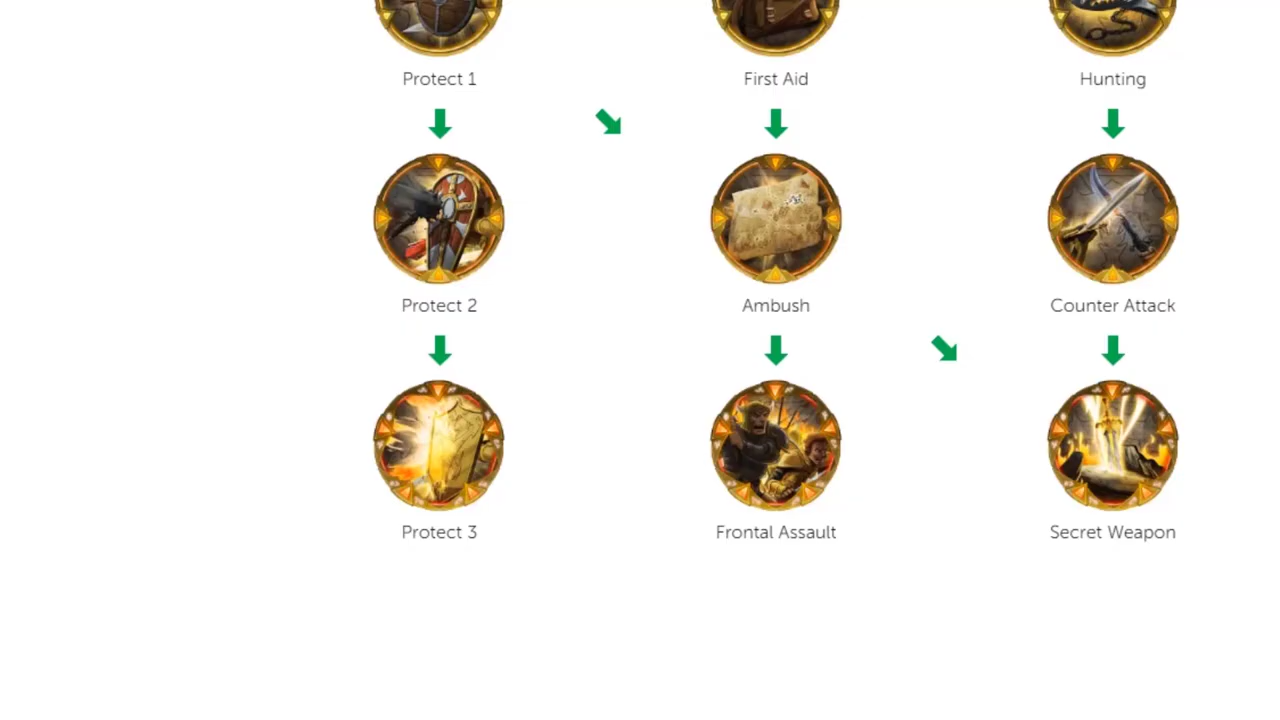 Protect 1
First Aid
Hunting
Protect 2
Ambush
Counter Attack
Protect 3
Frontal Assault
Secret Weapon